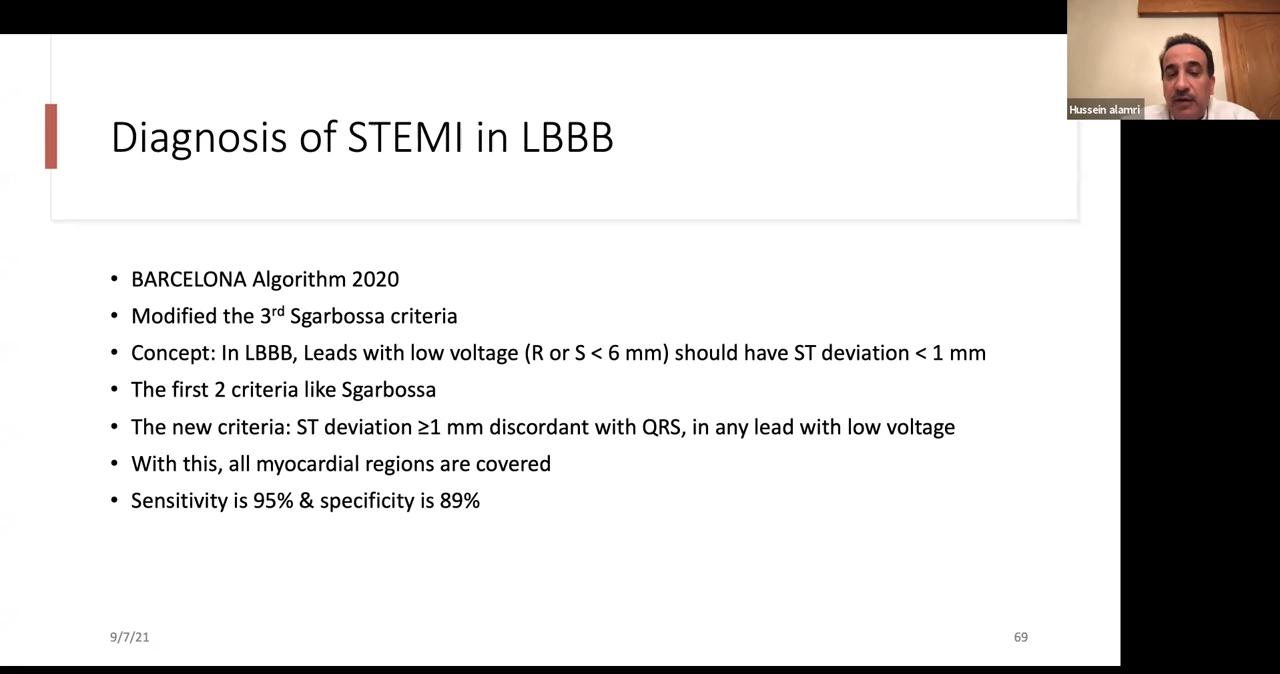 Hussein alamri
Diagnosis of STEMI in LBBB
• BARCELONA Algorithm 2020
• Modified the 3rd Sgarbossa criteria
• Concept: In LBBB, Leads with low voltage (R or S < 6 mm) should have ST deviation < 1 mm
• The first 2 criteria like Sgarbossa
• The new criteria: ST deviation ≥1 mm discordant with QRS, in any lead with low voltage
• With this, all myocardial regions are covered
• Sensitivity is 95% & specificity is 89%
9/7/21
69